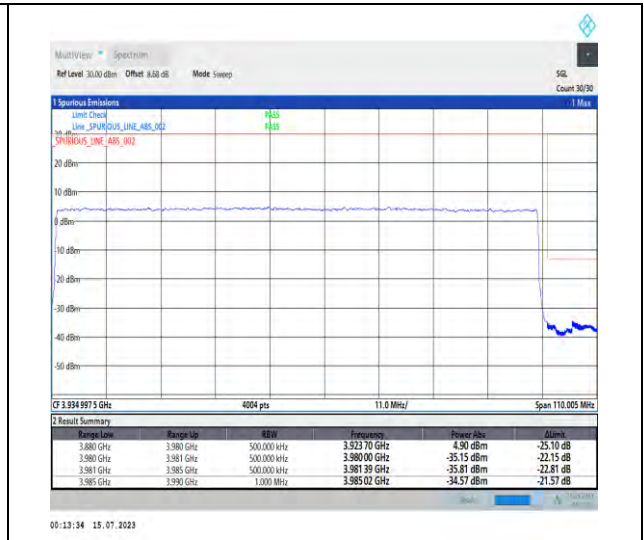 MultiView Spectrum
Ref Level 30.00 dBm Offset 8.68 dB Mode Sweep SGL
Count 30/30
1 Spurious Emissions 1 Max
Limit Check PASS
Line _SPURIOUS_LINE_ABS_002 PASS
30 dBm
_SPURIOUS_LINE_ABS_002
20 dBm
10 dBm
0 dBm
-10 dBm
-20 dBm
-30 dBm
-40 dBm
-50 dBm
CF 3.934 997 5 GHz 4004 pts 11.0 MHz/ Span 110.005 MHz
2 Result Summary
Range Low Range Up RBW Frequency Power Abs ΔLimit
3.880 GHz 3.980 GHz 500.000 kHz 3.923 70 GHz 4.90 dBm -25.10 dB
3.980 GHz 3.981 GHz 500.000 kHz 3.980 00 GHz -35.15 dBm -22.15 dB
3.981 GHz 3.985 GHz 500.000 kHz 3.981 39 GHz -35.81 dBm -22.81 dB
3.985 GHz 3.990 GHz 1.000 MHz 3.985 02 GHz -34.57 dBm -21.57 dB
00:13:34 15.07.2023